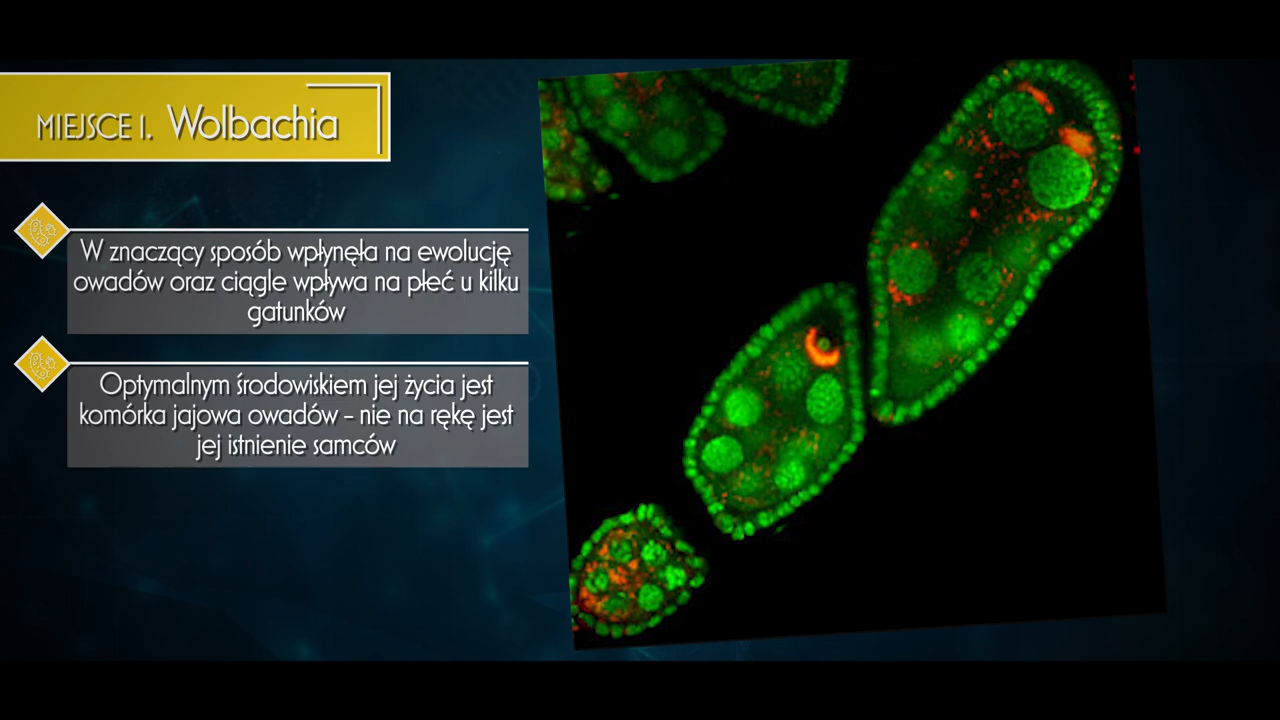 MIEJSCE I. Wolbachia
W znaczący sposób wpłynęła na ewolucję
owadów oraz ciągle wpływa na płeć u kilku
gatunków
Optymalnym środowiskiem jej życia jest
komórka jajowa owadów - nie na rękę jest
jej istnienie samców